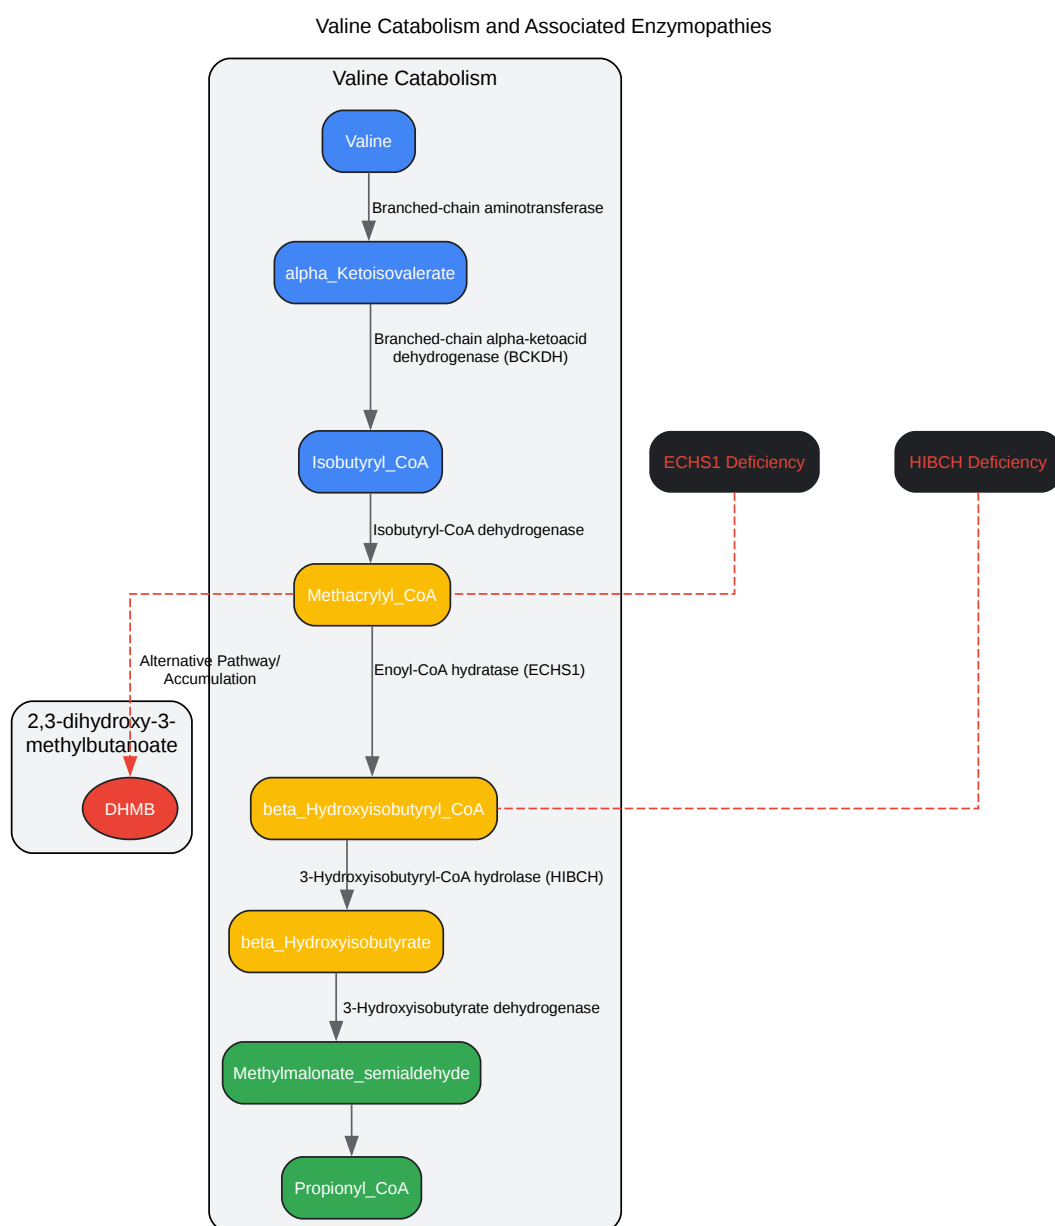 Valine Catabolism and Associated Enzymopathies
Valine Catabolism
Valine
Branched-chain aminotransferase
alpha_Ketoisovalerate
Branched-chain alpha-ketoacid
dehydrogenase (BCKDH)
Isobutyryl_CoA
ECHS1 Deficiency
HIBCH Deficiency
Isobutyryl-CoA dehydrogenase
Methacrylyl_CoA
Alternative Pathway/
Accumulation
Enoyl-CoA hydratase (ECHS1)
2,3-dihydroxy-3-
methylbutanoate
DHMB
beta_Hydroxyisobutyryl_CoA
3-Hydroxyisobutyryl-CoA hydrolase (HIBCH)
beta_Hydroxyisobutyrate
3-Hydroxyisobutyrate dehydrogenase
Methylmalonate_semialdehyde
Propionyl_CoA